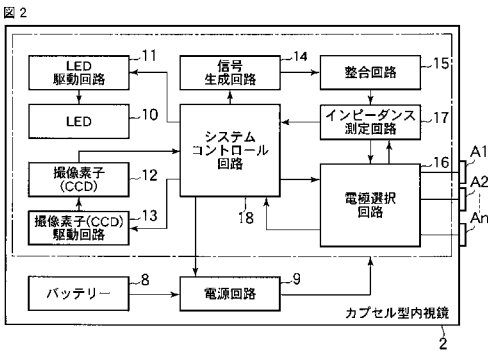 図2
LED
駆動回路
11
信号
生成回路
14
整合回路
15
LED
10
インピーダンス
測定回路
17
システム
コントロール
回路
18
撮像素子
(CCD)
12
電極選択
回路
16
A1
A2
An
撮像素子(CCD)
駆動回路
13
バッテリー
8
電源回路
9
カプセル型内視鏡
2